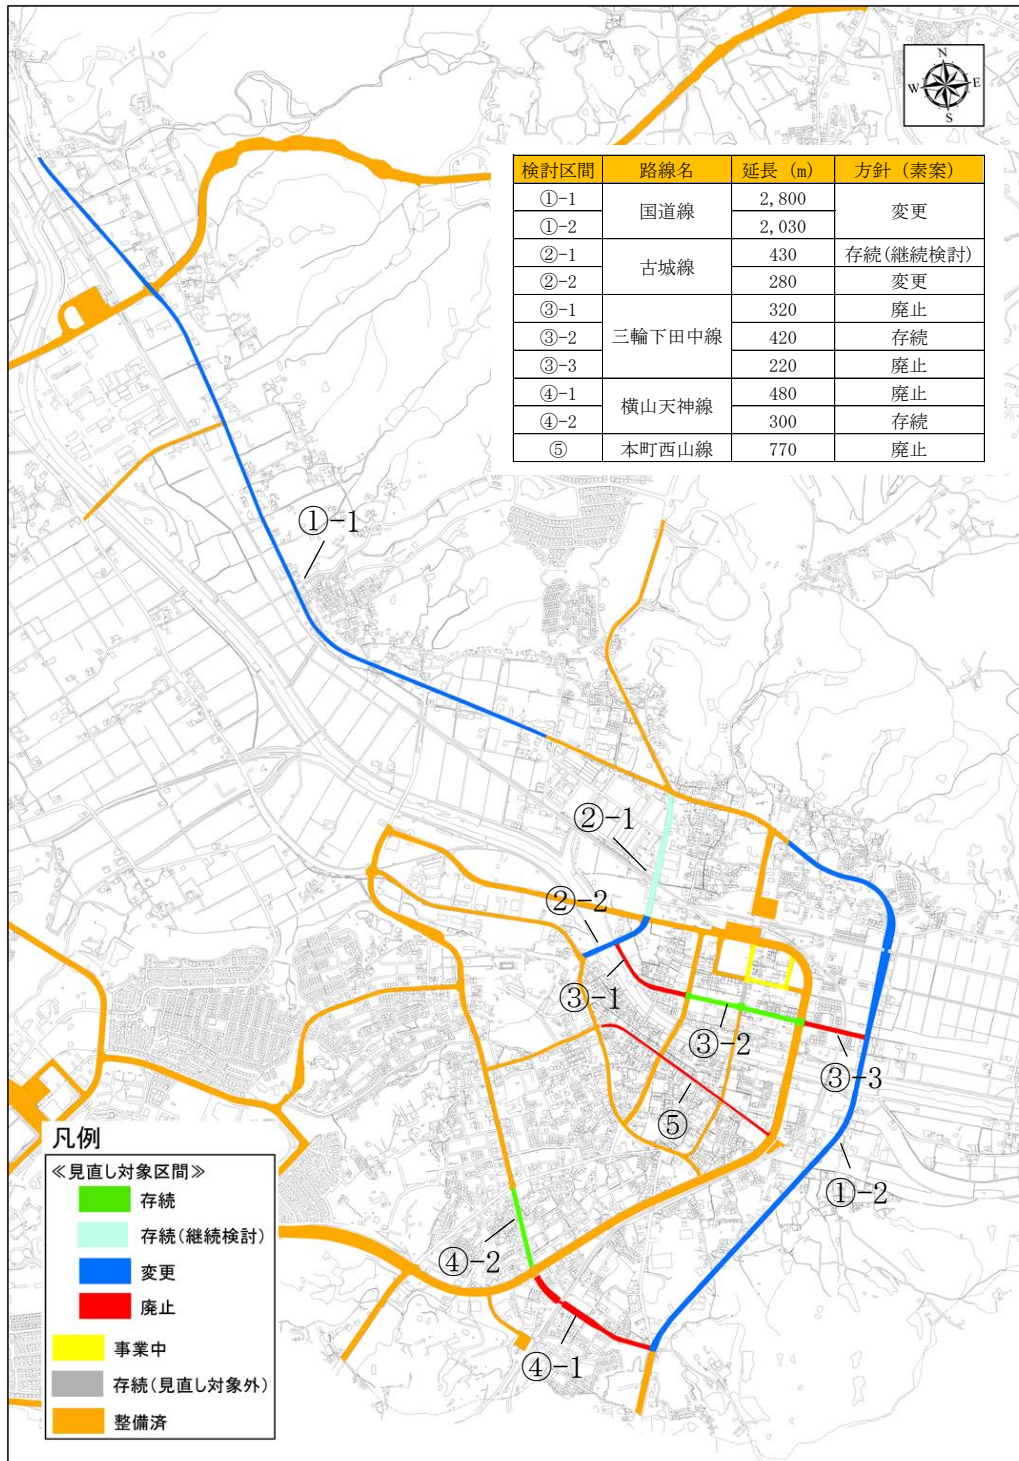 N
W E
S
検討区間 路線名 延長 (m) 方針 (素案)
①-1 国道線 2,800 変更
①-2 2,030
②-1 古城線 430 存続(継続検討)
②-2 280 変更
③-1 三輪下田中線 320 廃止
③-2 420 存続
③-3 220 廃止
④-1 横山天神線 480 廃止
④-2 300 存続
⑤ 本町西山線 770 廃止
①-1
②-1
②-2
③-1
③-2
③-3
⑤
①-2
④-2
④-1
凡例
≪見直し対象区間≫
存続
存続(継続検討)
変更
廃止
事業中
存続(見直し対象外)
整備済